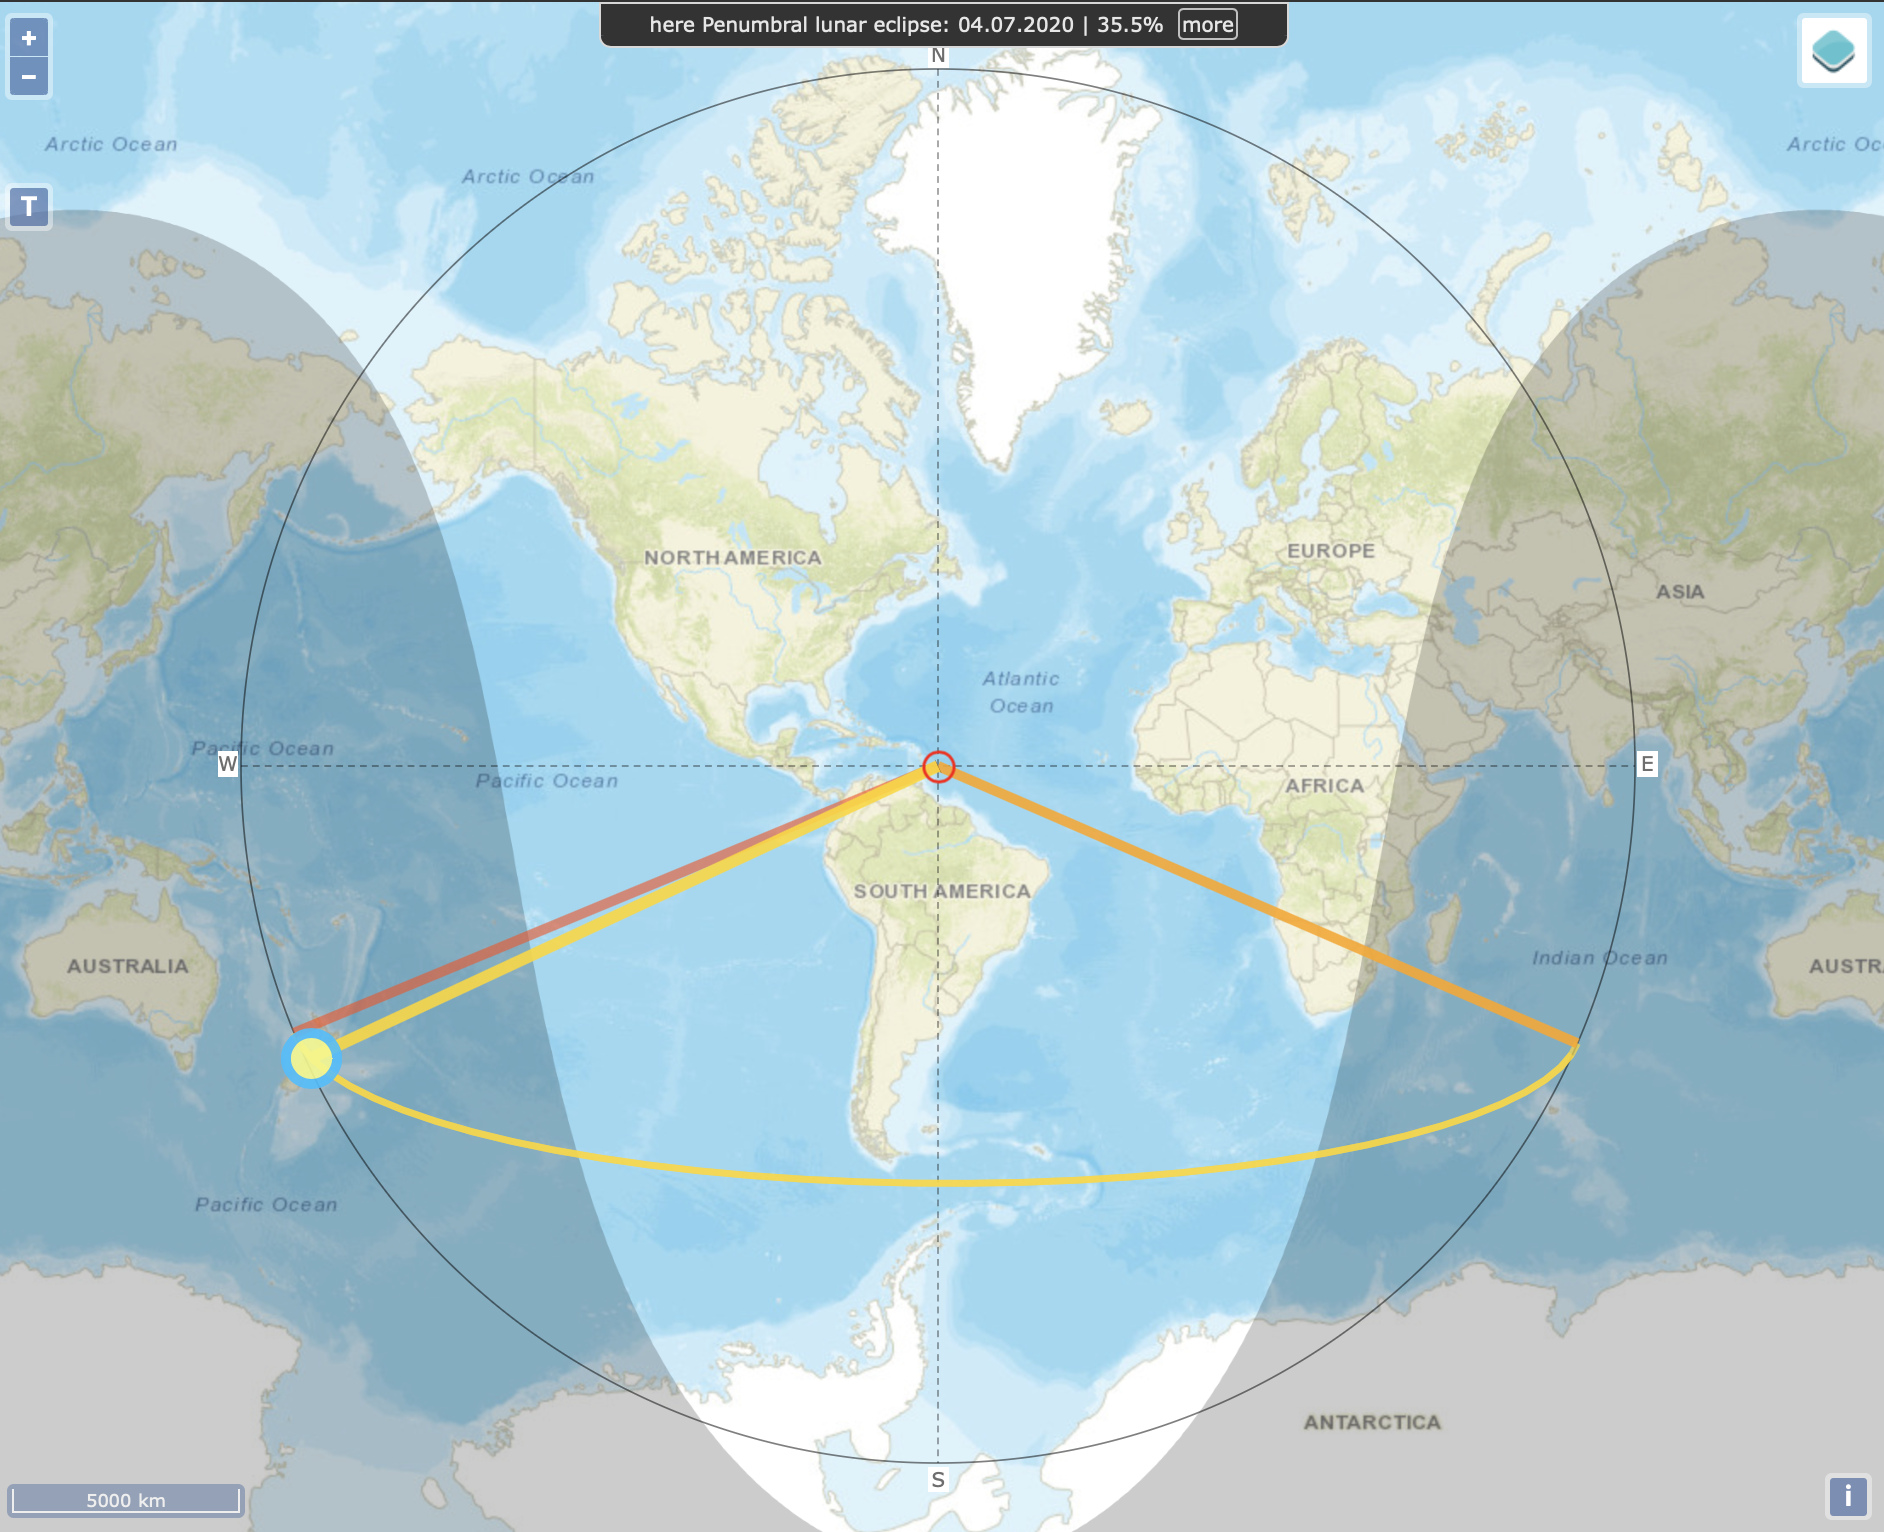 here Penumbral lunar eclipse: 04.07.2020 | 35.5% more
+
−
N
Arctic Ocean
Arctic Oc
Arctic Ocean
T
NORTH AMERICA
EUROPE
ASIA
Atlantic
Ocean
Pacific Ocean
W
E
Pacific Ocean
AFRICA
SOUTH AMERICA
Indian Ocean
AUSTRALIA
AUSTR
Pacific Ocean
ANTARCTICA
S
5000 km
i